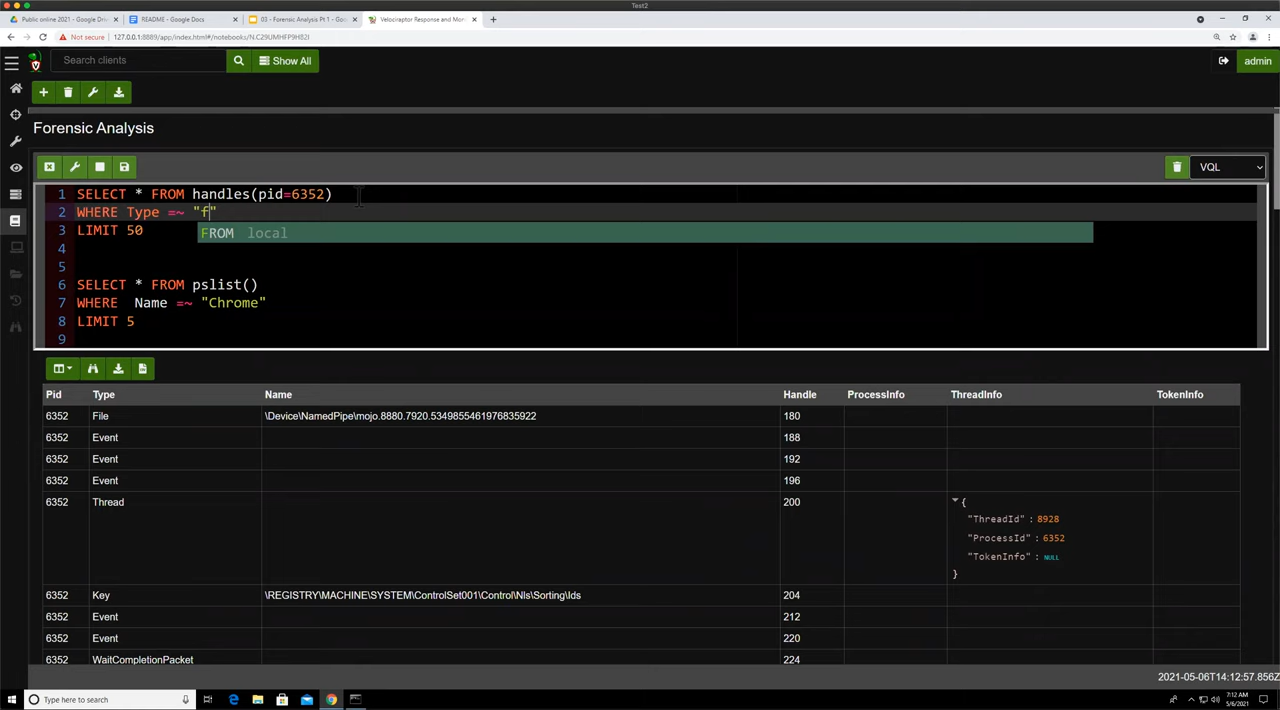 Test2
Public online 2021 - Google Driv
README - Google Docs
03 - Forensic Analysis Pt 1 - Goo
Velociraptor Response and Mon
Not secure 127.0.0.1:8889/app/index.html#/notebooks/N.C29UMHFP9H82I
Search clients
Show All
admin
Forensic Analysis
VQL
1 SELECT * FROM handles(pid=6352)
2 WHERE Type =~ "f"
3 LIMIT 50
FROM local
4
5
6 SELECT * FROM pslist()
7 WHERE  Name =~ "Chrome"
8 LIMIT 5
9
Pid Type Name Handle ProcessInfo ThreadInfo TokenInfo
6352 File \Device\NamedPipe\mojo.8880.7920.5349855461976835922 180
6352 Event 188
6352 Event 192
6352 Event 196
6352 Thread 200 {
"ThreadId" : 8928
"ProcessId" : 6352
"TokenInfo" : NULL
}
6352 Key \REGISTRY\MACHINE\SYSTEM\ControlSet001\Control\Nls\Sorting\Ids 204
6352 Event 212
6352 Event 220
6352 WaitCompletionPacket 224
2021-05-06T14:12:57.856Z
Type here to search
7:12 AM
5/6/2021